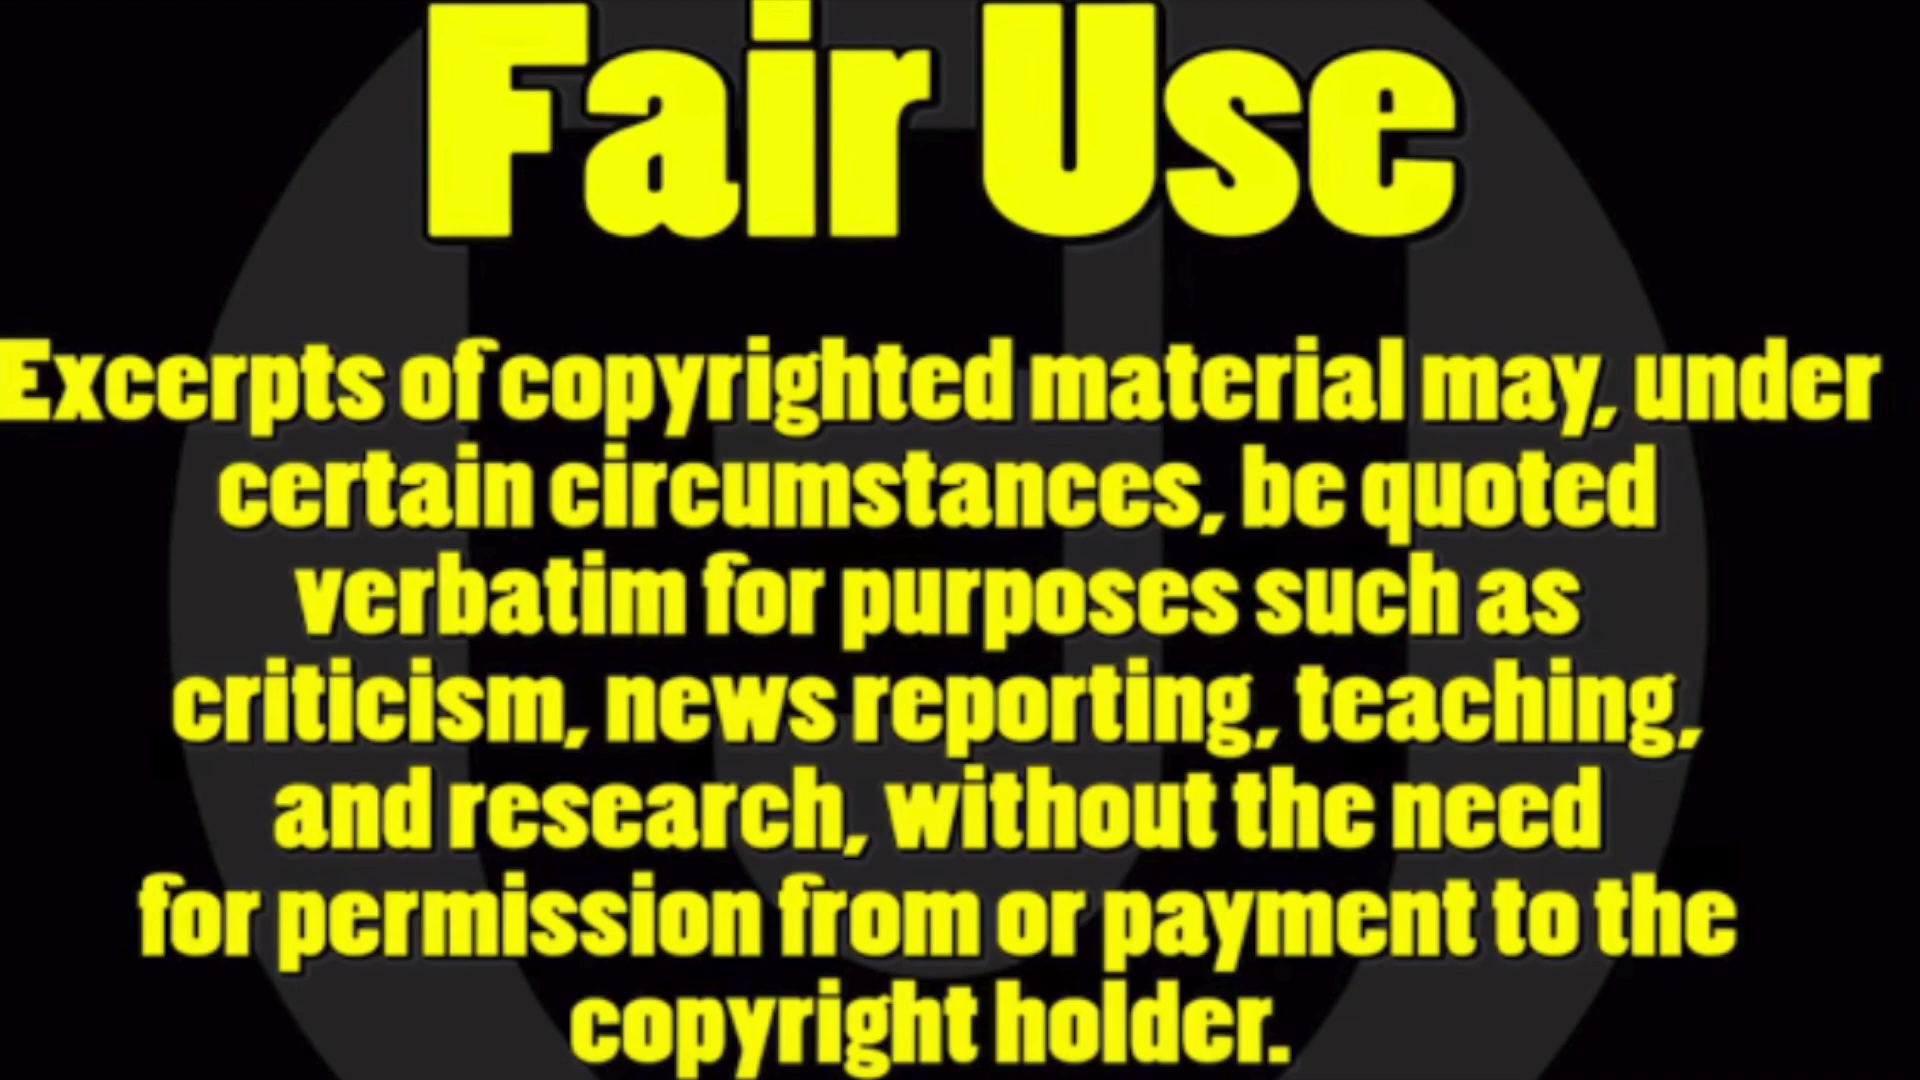 Fair Use
Excerpts of copyrighted material may, under
certain circumstances, be quoted
verbatim for purposes such as
criticism, news reporting, teaching,
and research, without the need
for permission from or payment to the
copyright holder.